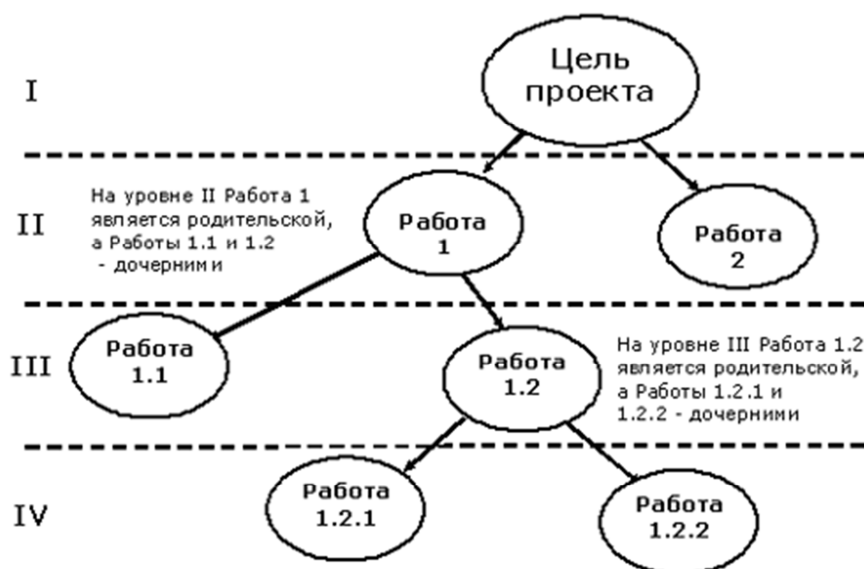 I
Цель
проекта
II
На уровне II Работа 1
является родительской,
а Работы 1.1 и 1.2
- дочерними
Работа
1
Работа
2
III
Работа
1.1
Работа
1.2
На уровне III Работа 1.2
является родительской,
а Работы 1.2.1 и
1.2.2 - дочерними
IV
Работа
1.2.1
Работа
1.2.2